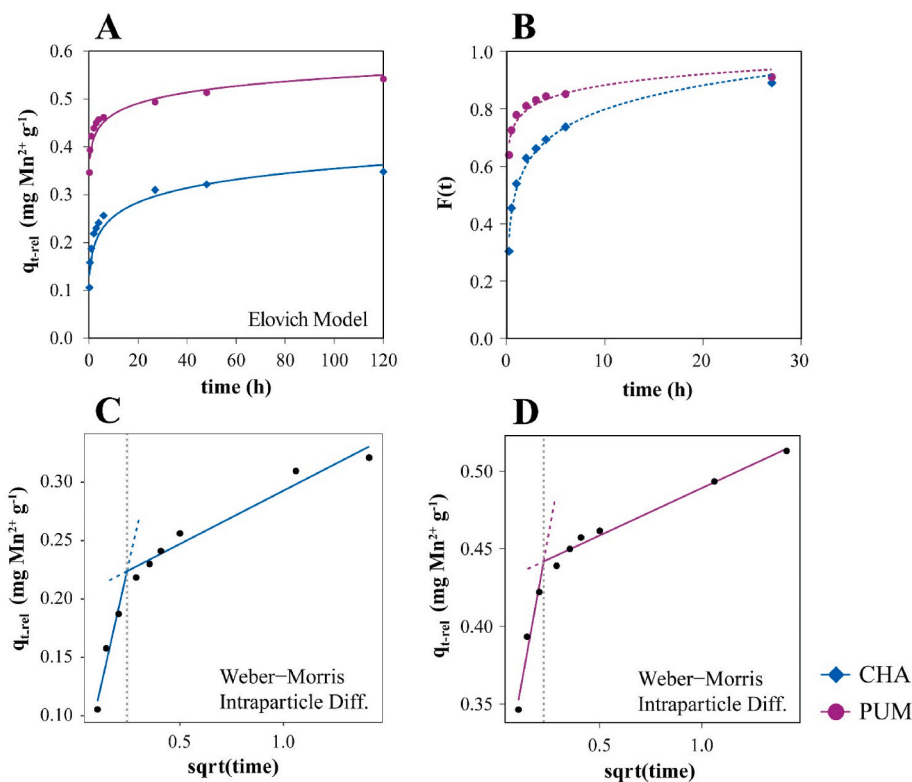 A
0.6
0.5
0.4
0.3
0.2
0.1
0.0
q_t-rel (mg Mn²⁺ g⁻¹)
0 20 40 60 80 100 120
time (h)
Elovich Model
B
1.0
0.8
0.6
0.4
0.2
0.0
F(t)
0 10 20 30
time (h)
C
0.30
0.25
0.20
0.15
0.10
q_t-rel
(mg Mn²⁺ g⁻¹)
0.5 1.0
sqrt(time)
Weber–Morris
Intraparticle Diff.
D
0.50
0.45
0.40
0.35
q_t-rel
(mg Mn²⁺ g⁻¹)
0.5 1.0
sqrt(time)
Weber–Morris
Intraparticle Diff.
CHA
PUM